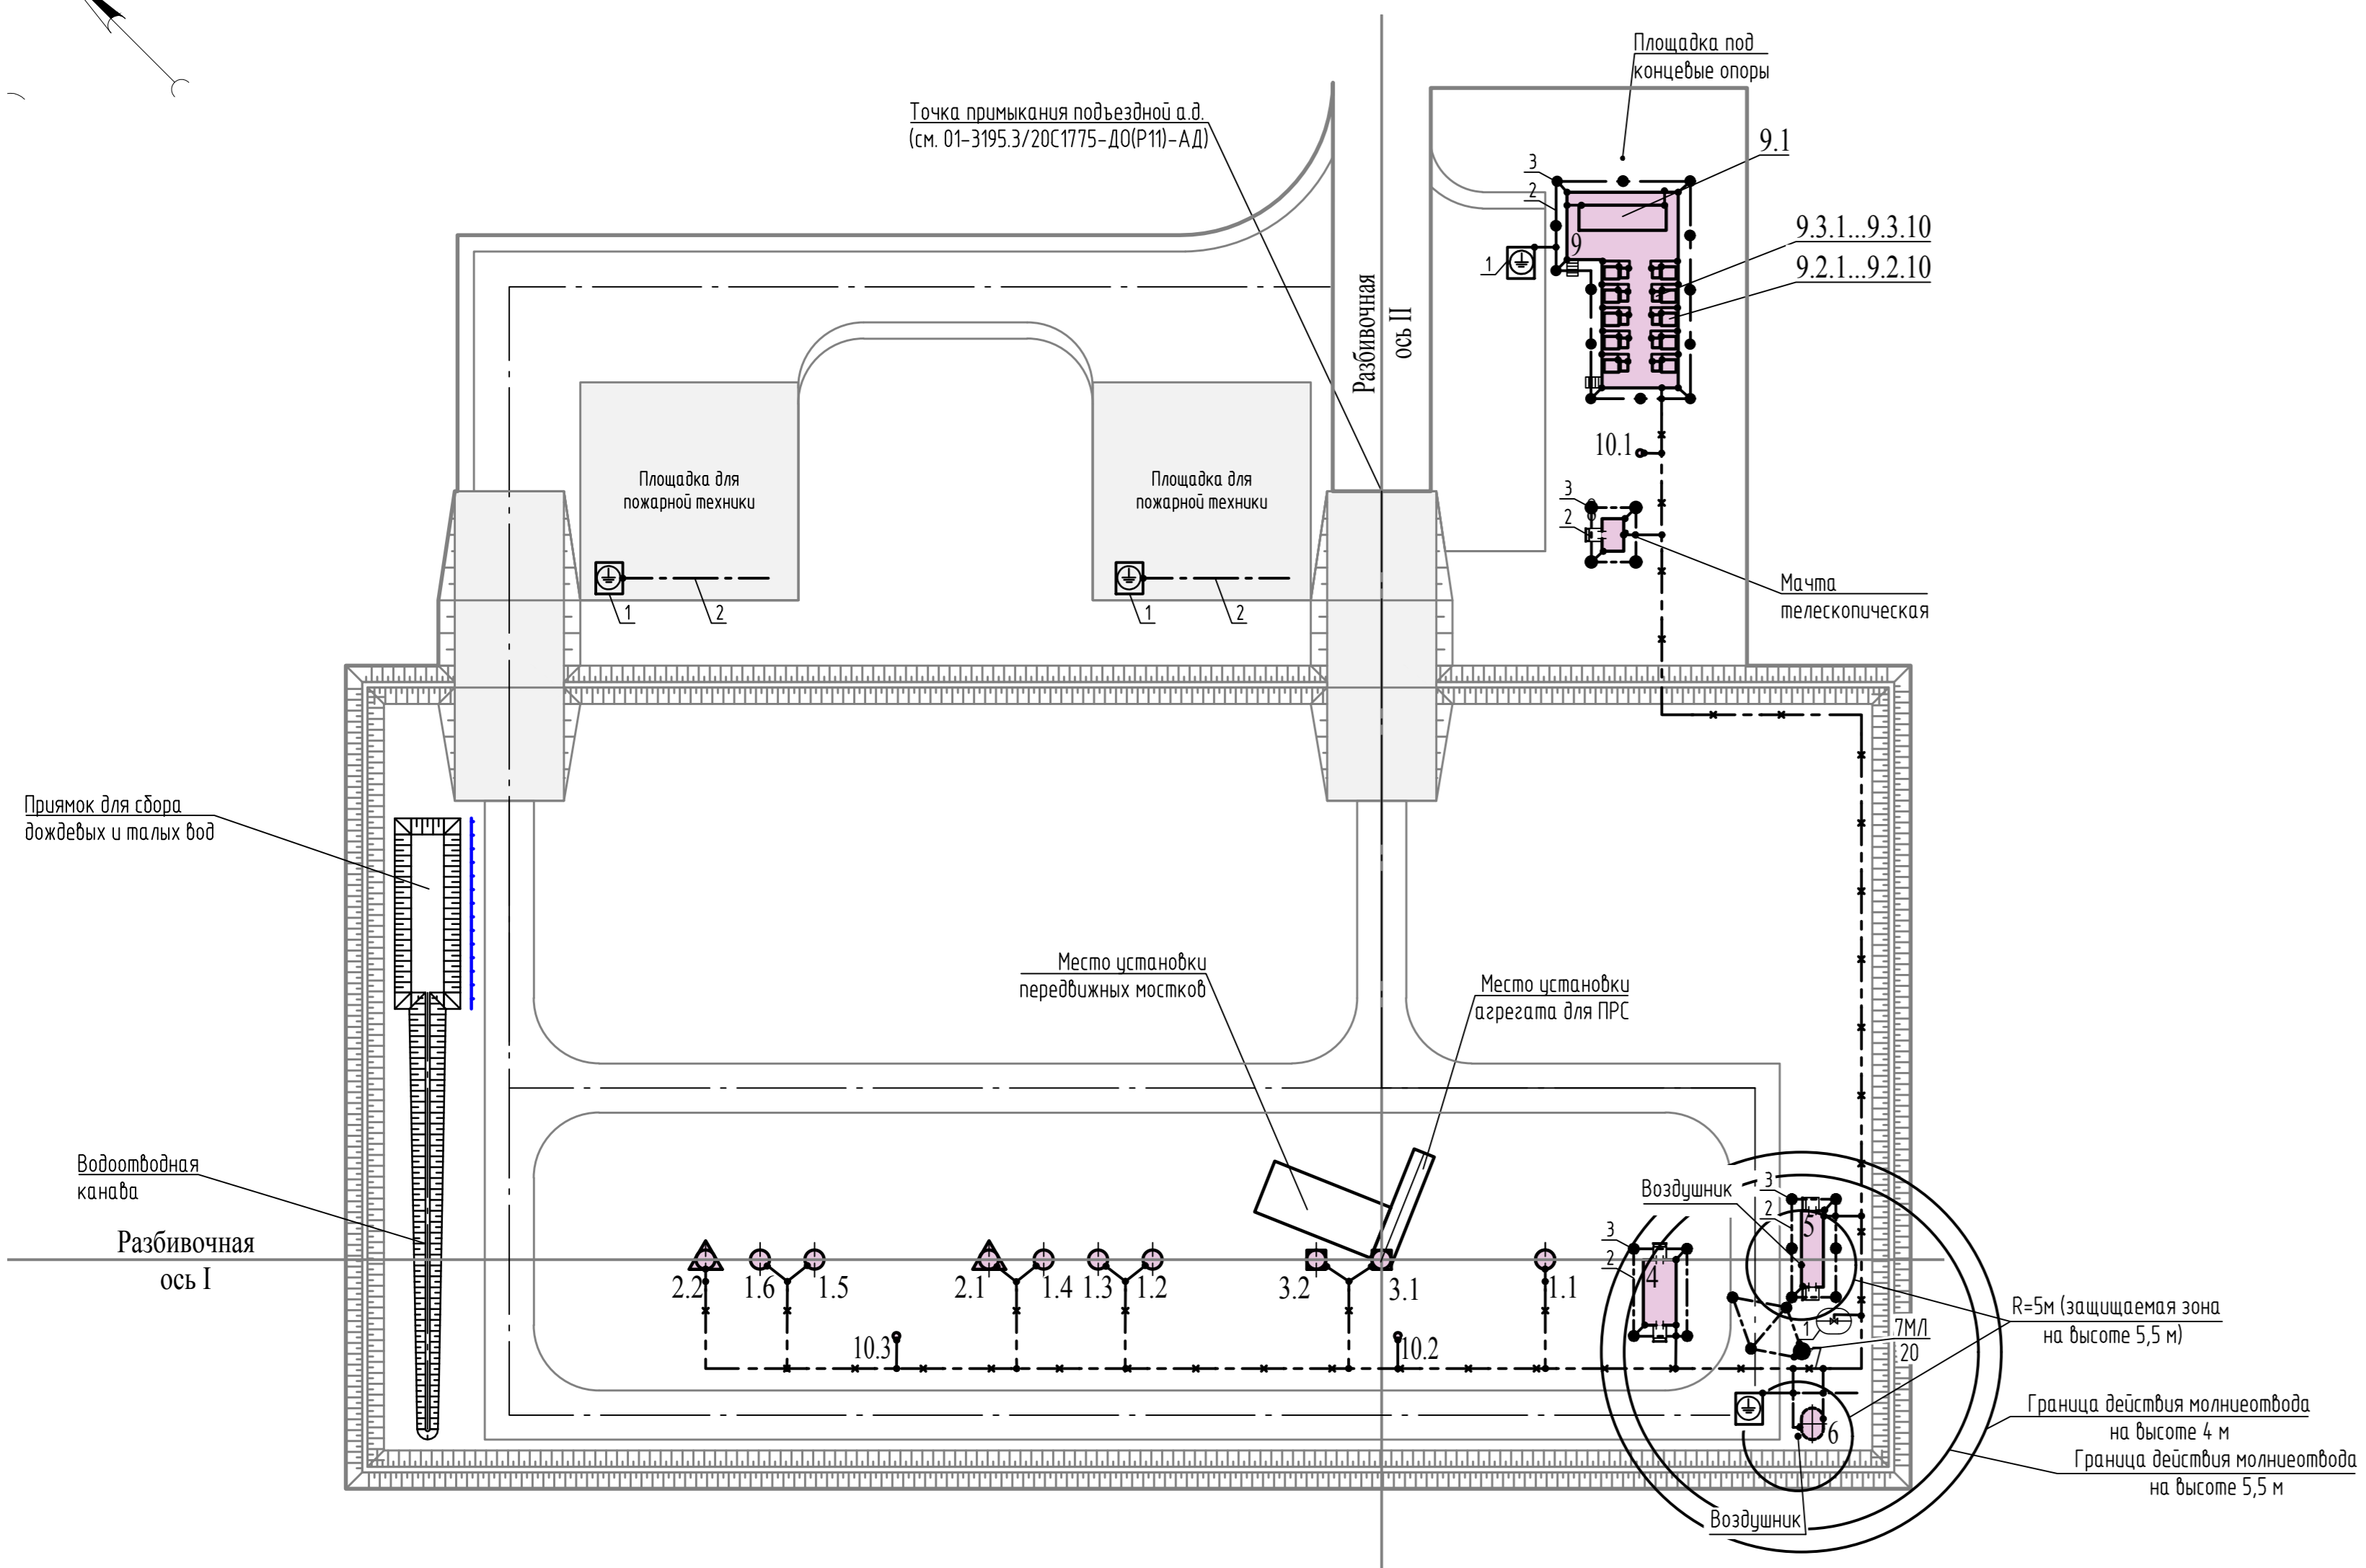 Площадка под
концевые опоры
Точка примыкания подъездной а.д.
(см. 01-3195.3/20С1775-ДО(Р11)-АД)
9.1
3
2
9.3.1...9.3.10
9
9.2.1...9.2.10
1
Разбивочная
ось II
10.1
Площадка для
пожарной техники
Площадка для
пожарной техники
3
2
Мачта
телескопическая
1
2
1
2
Приямок для сбора
дождевых и талых вод
Место установки
передвижных мостков
Место установки
агрегата для ПРС
Водоотводная
канава
Разбивочная
ось I
Воздушник
3
2
5
3
2
4
2.2
1.6
1.5
2.1
1.4
1.3
1.2
3.2
3.1
1.1
R=5м (защищаемая зона
на высоте 5,5 м)
1
7МЛ
20
10.3
10.2
6
Граница действия молниеотвода
на высоте 4 м
Граница действия молниеотвода
на высоте 5,5 м
Воздушник